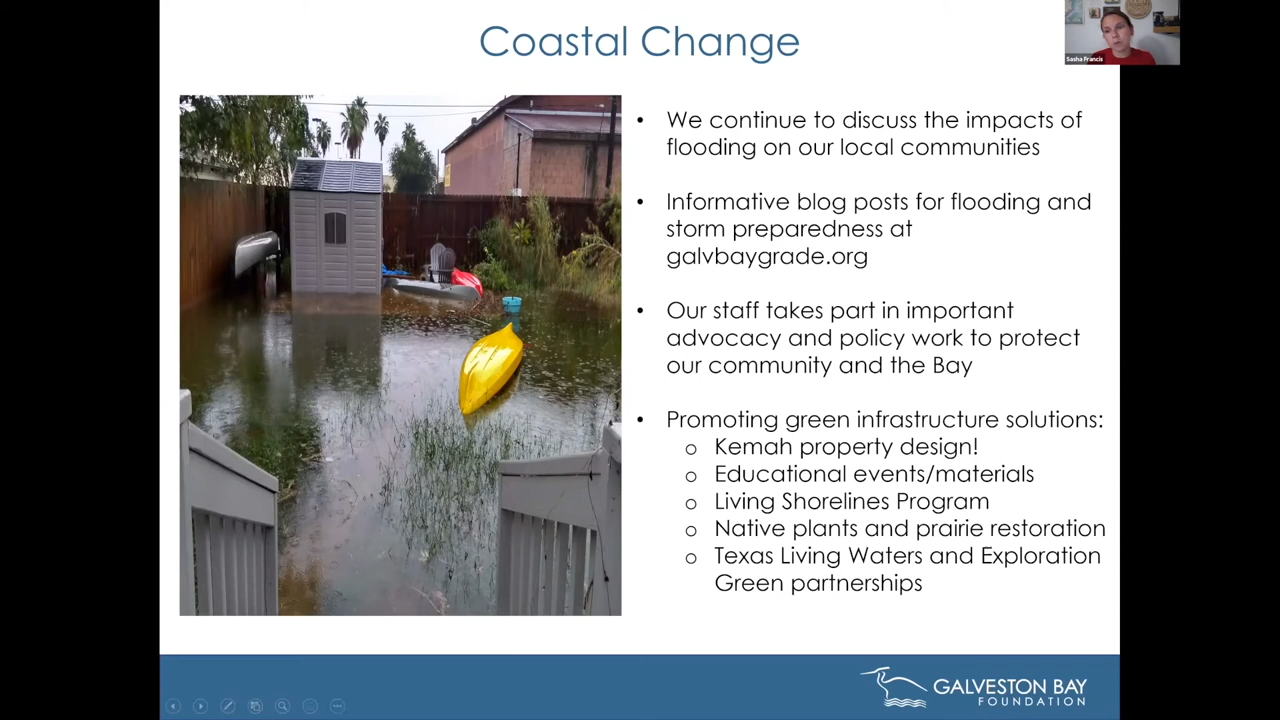 Coastal Change
Sasha Francis
• We continue to discuss the impacts of
flooding on our local communities
• Informative blog posts for flooding and
storm preparedness at
galvbaygrade.org
• Our staff takes part in important
advocacy and policy work to protect
our community and the Bay
• Promoting green infrastructure solutions:
o Kemah property design!
o Educational events/materials
o Living Shorelines Program
o Native plants and prairie restoration
o Texas Living Waters and Exploration
Green partnerships
GALVESTON BAY
FOUNDATION